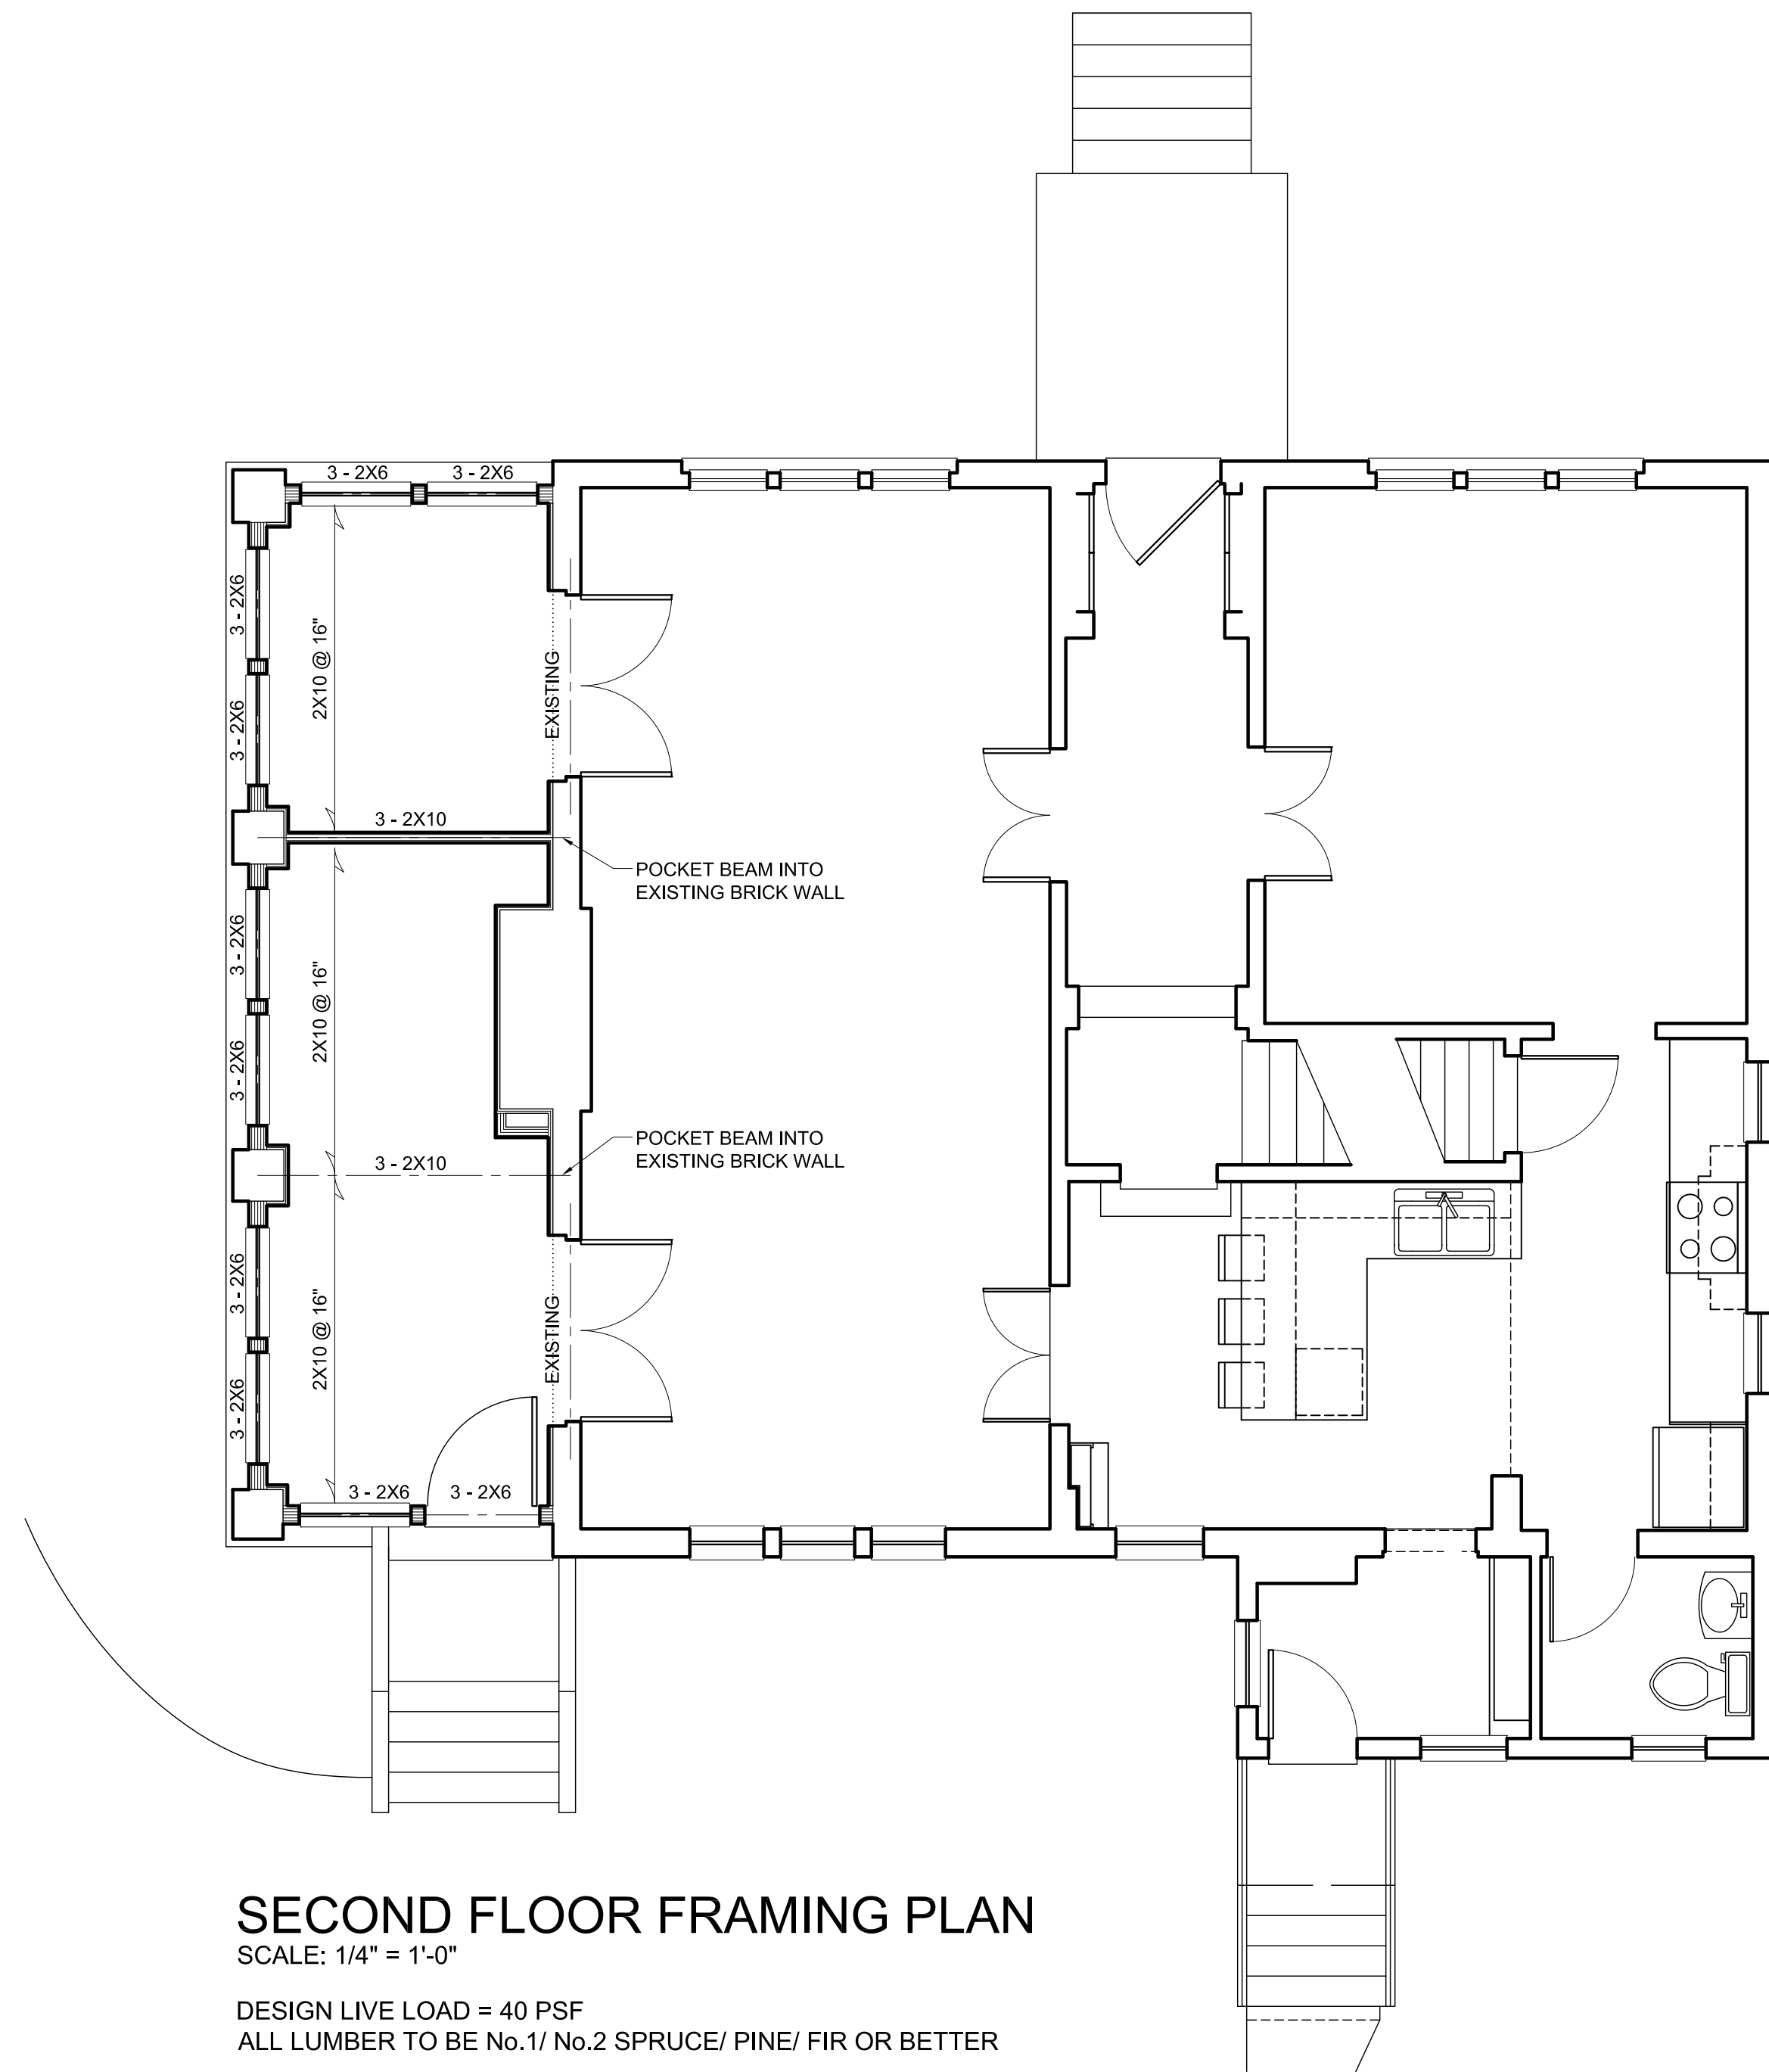 3 - 2X6
3 - 2X6
3 - 2X6
2X10 @ 16"
EXISTING
3 - 2X6
3 - 2X10
POCKET BEAM INTO
EXISTING BRICK WALL
3 - 2X6
2X10 @ 16"
3 - 2X6
POCKET BEAM INTO
EXISTING BRICK WALL
3 - 2X10
3 - 2X6
2X10 @ 16"
EXISTING
3 - 2X6
3 - 2X6
3 - 2X6
SECOND FLOOR FRAMING PLAN
SCALE: 1/4" = 1'-0"
DESIGN LIVE LOAD = 40 PSF
ALL LUMBER TO BE No.1/ No.2 SPRUCE/ PINE/ FIR OR BETTER